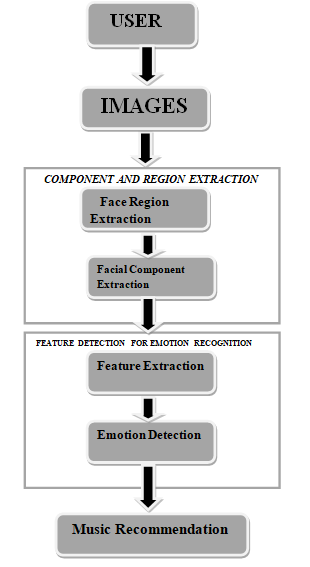 USER
IMAGES
COMPONENT AND REGION EXTRACTION
Face Region
Extraction
Facial Component
Extraction
FEATURE DETECTION FOR EMOTION RECOGNITION
Feature Extraction
Emotion Detection
Music Recommendation